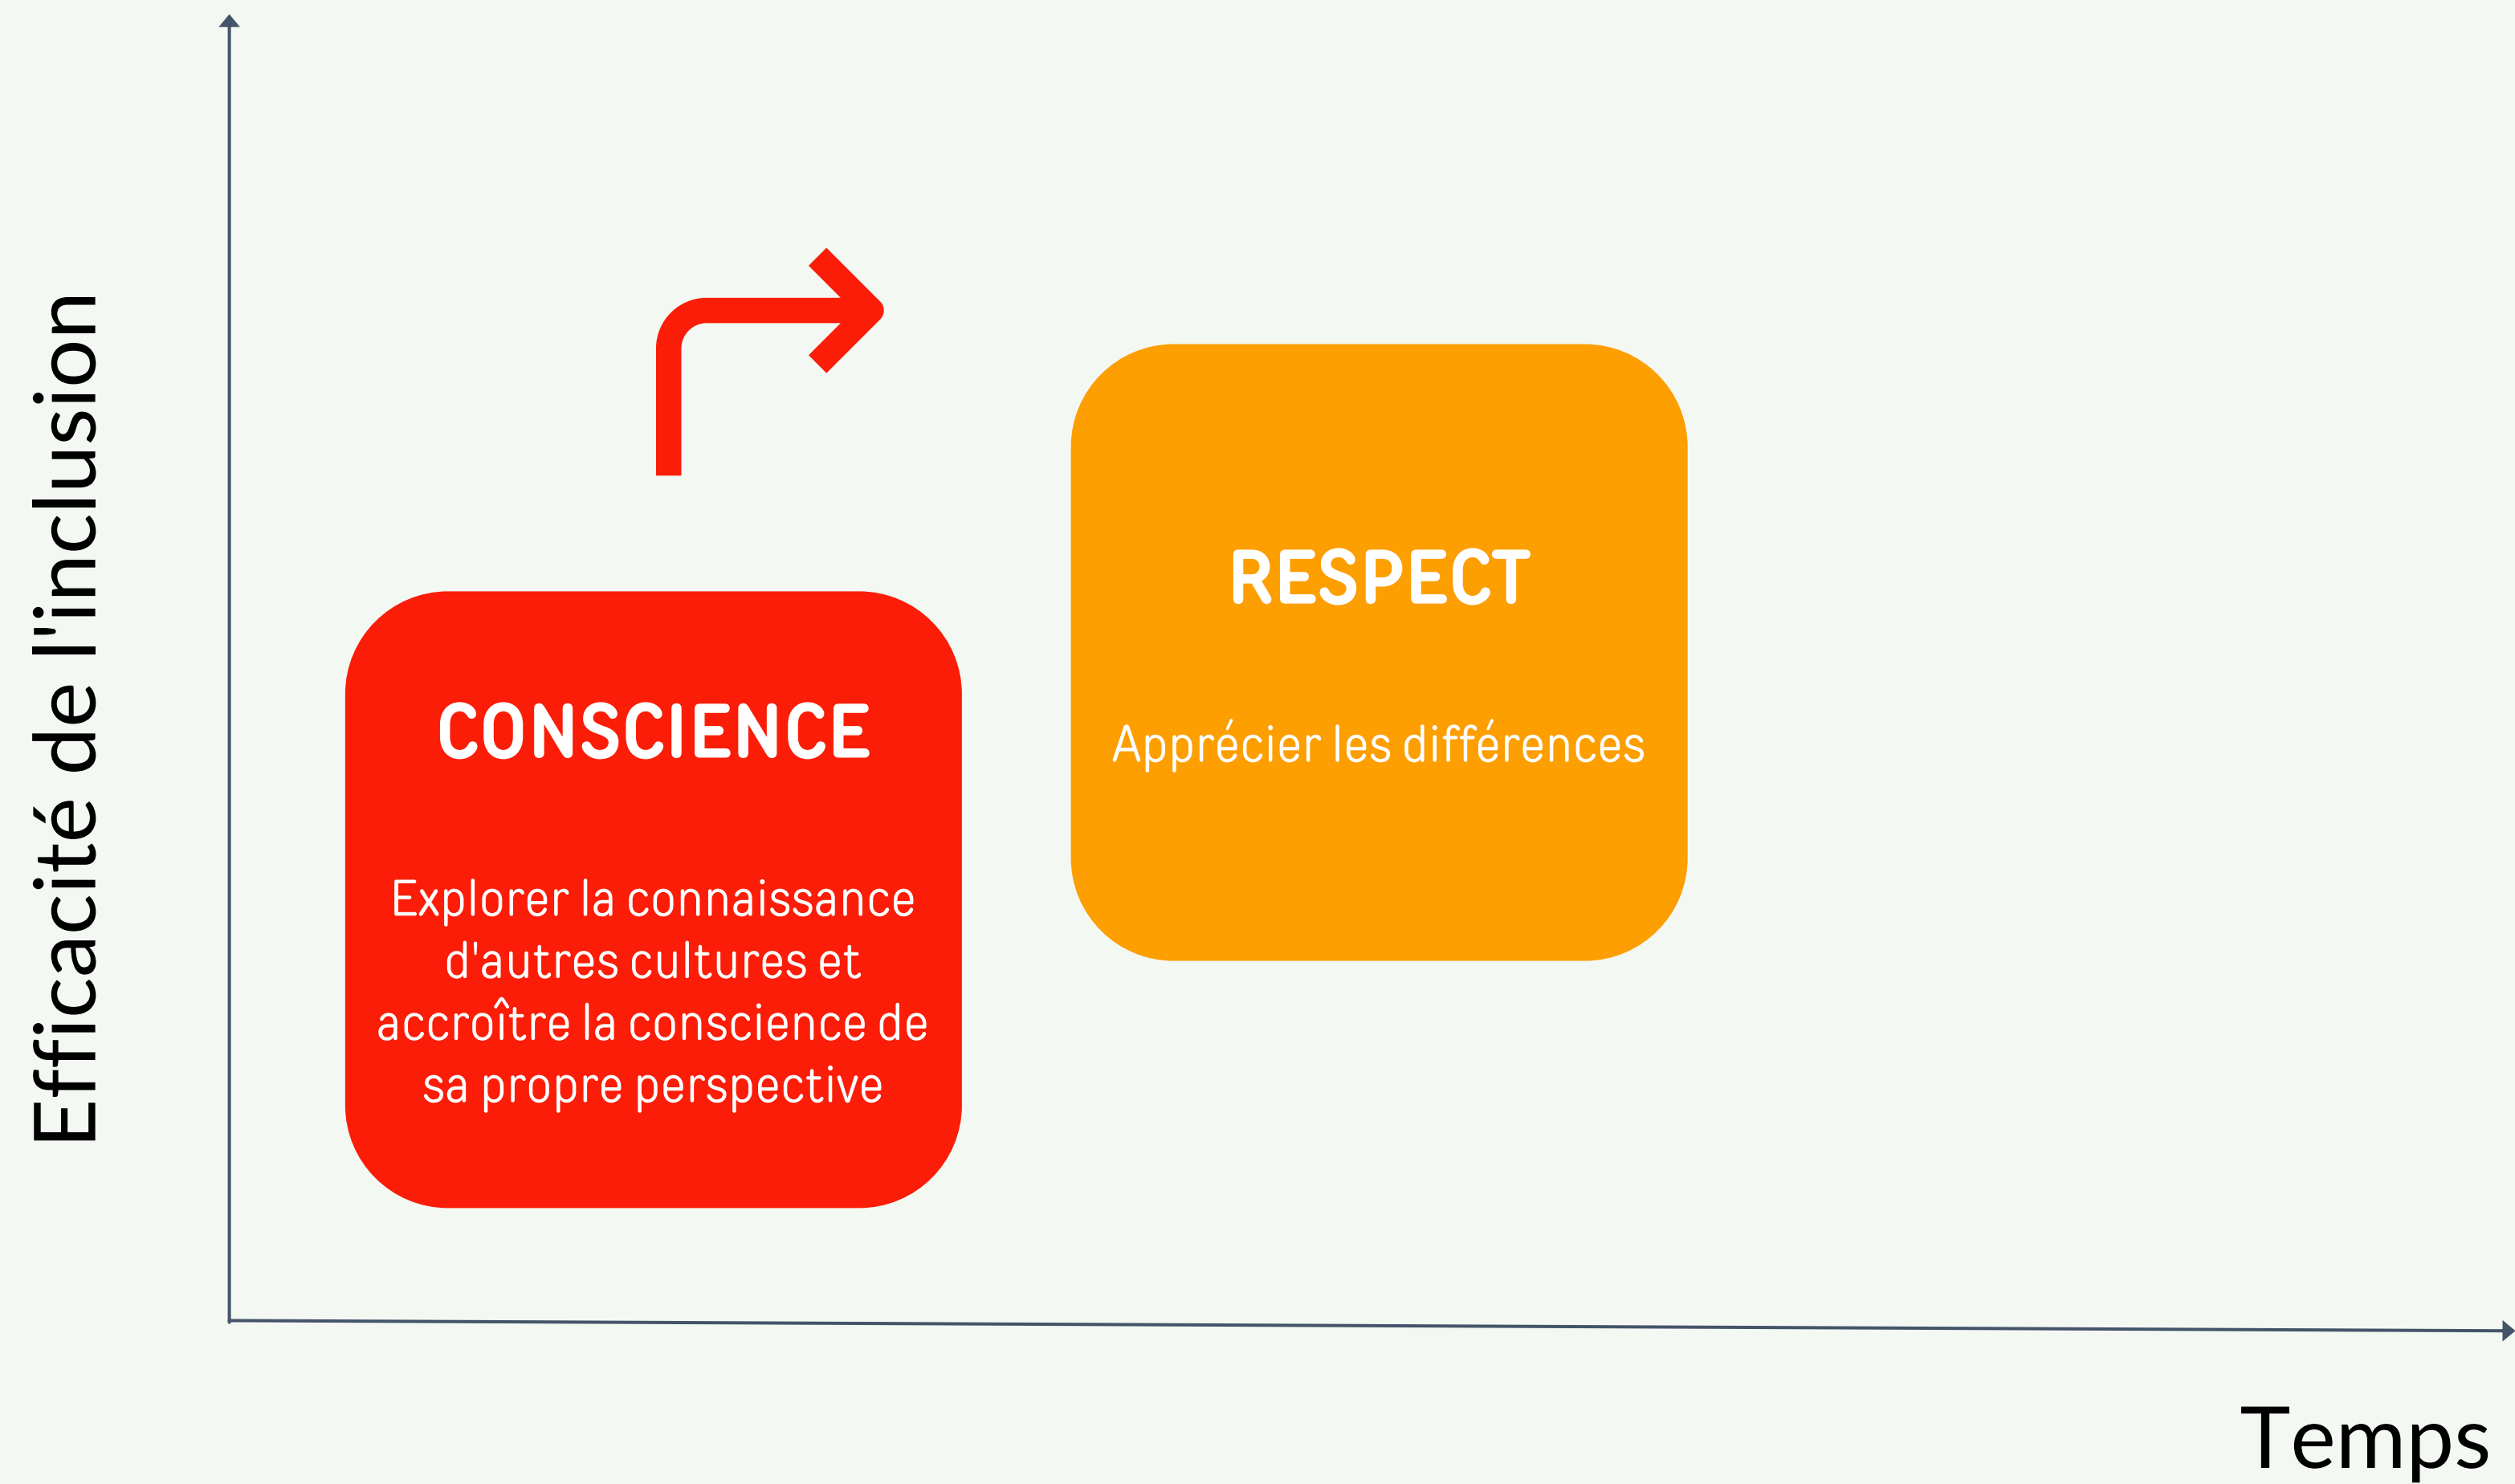 Efficacité de l'inclusion
CONSCIENCE
Explorer la connaissance
d'autres cultures et
accroître la conscience de
sa propre perspective
RESPECT
Apprécier les différences
Temps